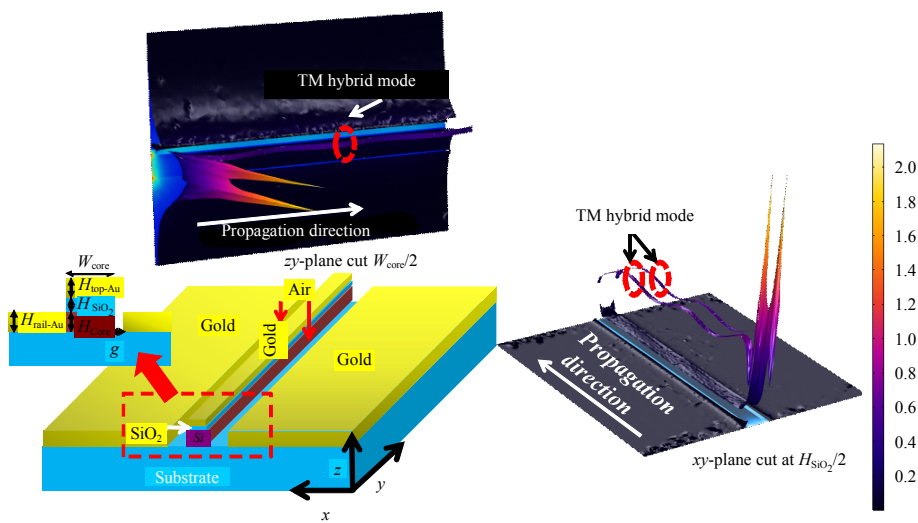 TM hybrid mode
Propagation direction
zy-plane cut W_core/2
W_core
H_top-Au
H_SiO₂
H_rail-Au
H_Core
g
Air
Gold
Gold
Gold
SiO₂
Si
Substrate
z
y
x
TM hybrid mode
Propagation
direction
xy-plane cut at H_SiO₂/2
2.0
1.8
1.6
1.4
1.2
1.0
0.8
0.6
0.4
0.2